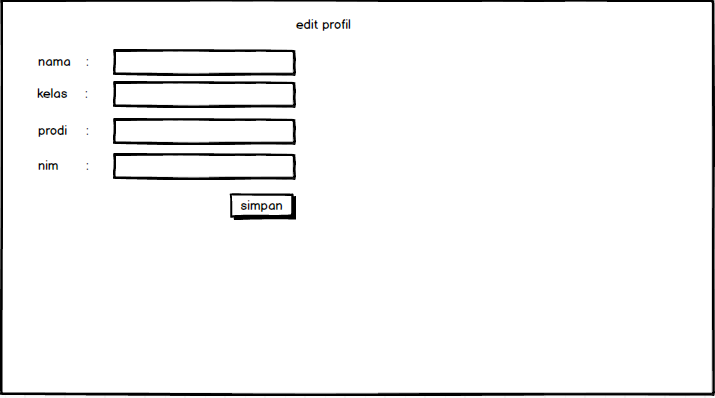 edit profil
nama :
kelas :
prodi :
nim :
simpan